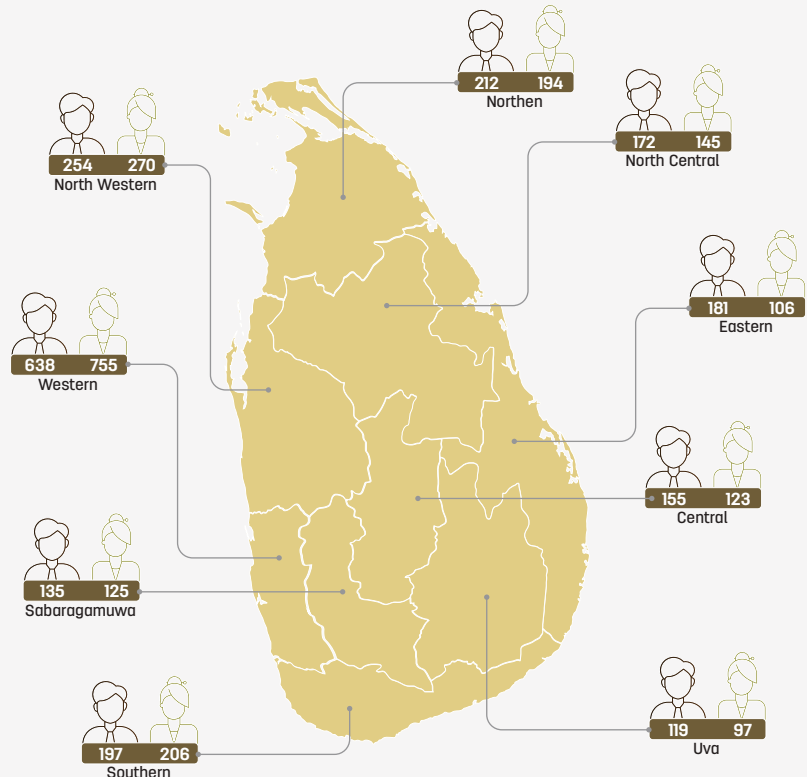 212 194
Northen
172 145
North Central
254 270
North Western
181 106
Eastern
638 755
Western
155 123
Central
135 125
Sabaragamuwa
119 97
Uva
197 206
Southern